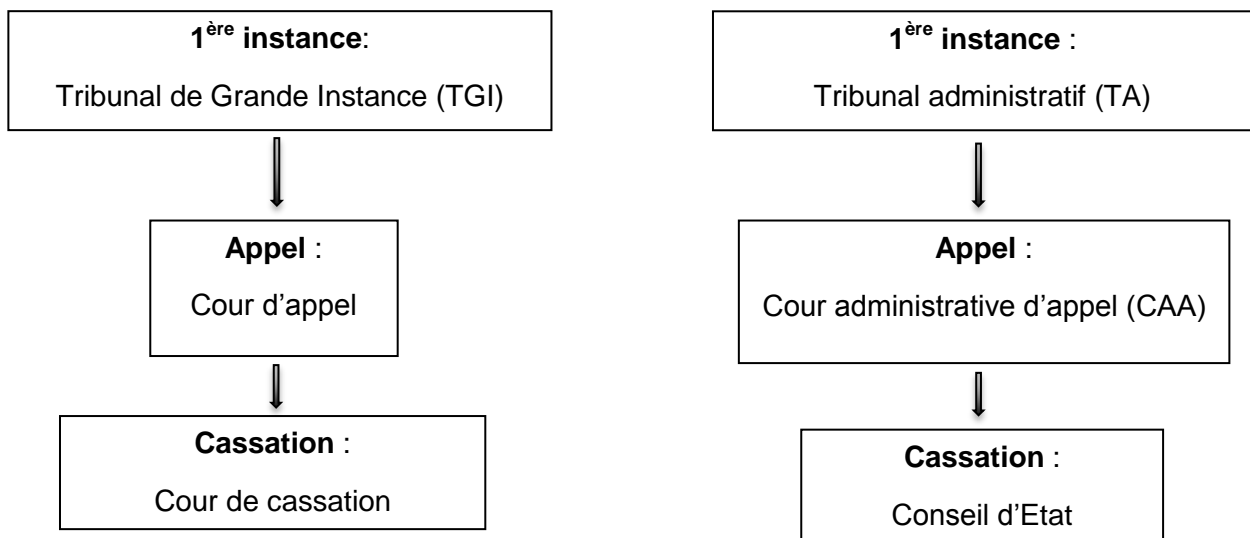 1ère instance:
Tribunal de Grande Instance (TGI)
Appel :
Cour d’appel
Cassation :
Cour de cassation
1ère instance :
Tribunal administratif (TA)
Appel :
Cour administrative d’appel (CAA)
Cassation :
Conseil d’Etat